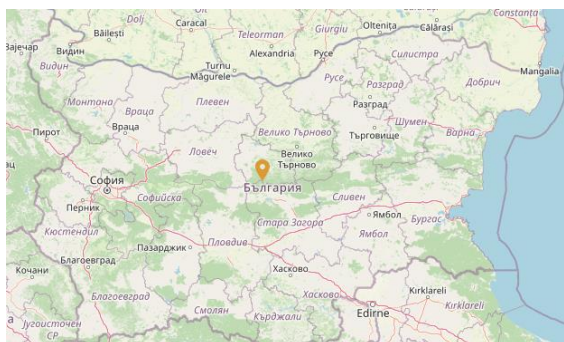 Dolj
Caracal
Teleorman
Giurgiu
Oltenița
Călărași
Constanța
Băilești
Alexandria
Русе
Зајечар
Видин
Turnu
Măgurele
Силистра
Mangalia
Видин
Русе
Разград
Добрич
Монтана
Плевен
Враца
Разград
Пирот
Враца
Велико Търново
Шумен
Варна
Търговище
Ловеч
Велико
Търново
София
България
Софийска
Сливен
Перник
Бургас
Ямбол
Стара Загора
Кюстендил
Пазарджик
Пловдив
Ямбол
Благоевград
Хасково
Кочани
Kırklareli
Благоевград
Хасково
Kırklareli
Смолян
Кърджали
Edirne
Југоисточен
СР